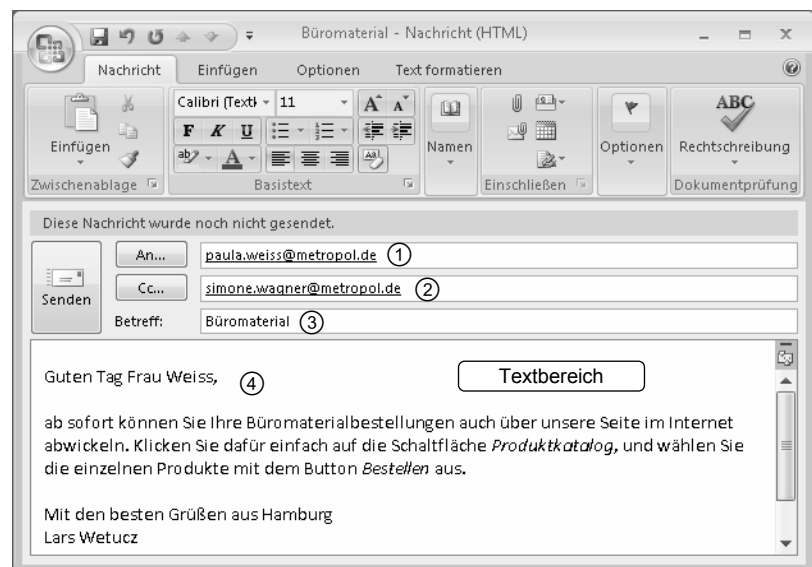 Büromaterial - Nachricht (HTML)
Nachricht Einfügen Optionen Text formatieren
Calibri (Textk 11 A A
F K U
ab A Aa
Einfügen Namen Optionen ABC Rechtschreibung
Zwischenablage Basistext Einschließen Dokumentprüfung
Diese Nachricht wurde noch nicht gesendet.
Senden
An... paula.weiss@metropol.de 1
Cc... simone.wagner@metropol.de 2
Betreff: Büromaterial 3
Guten Tag Frau Weiss, 4 Textbereich
ab sofort können Sie Ihre Büromaterialbestellungen auch über unsere Seite im Internet
abwickeln. Klicken Sie dafür einfach auf die Schaltfläche Produktkatalog, und wählen Sie
die einzelnen Produkte mit dem Button Bestellen aus.
Mit den besten Grüßen aus Hamburg
Lars Wetucz